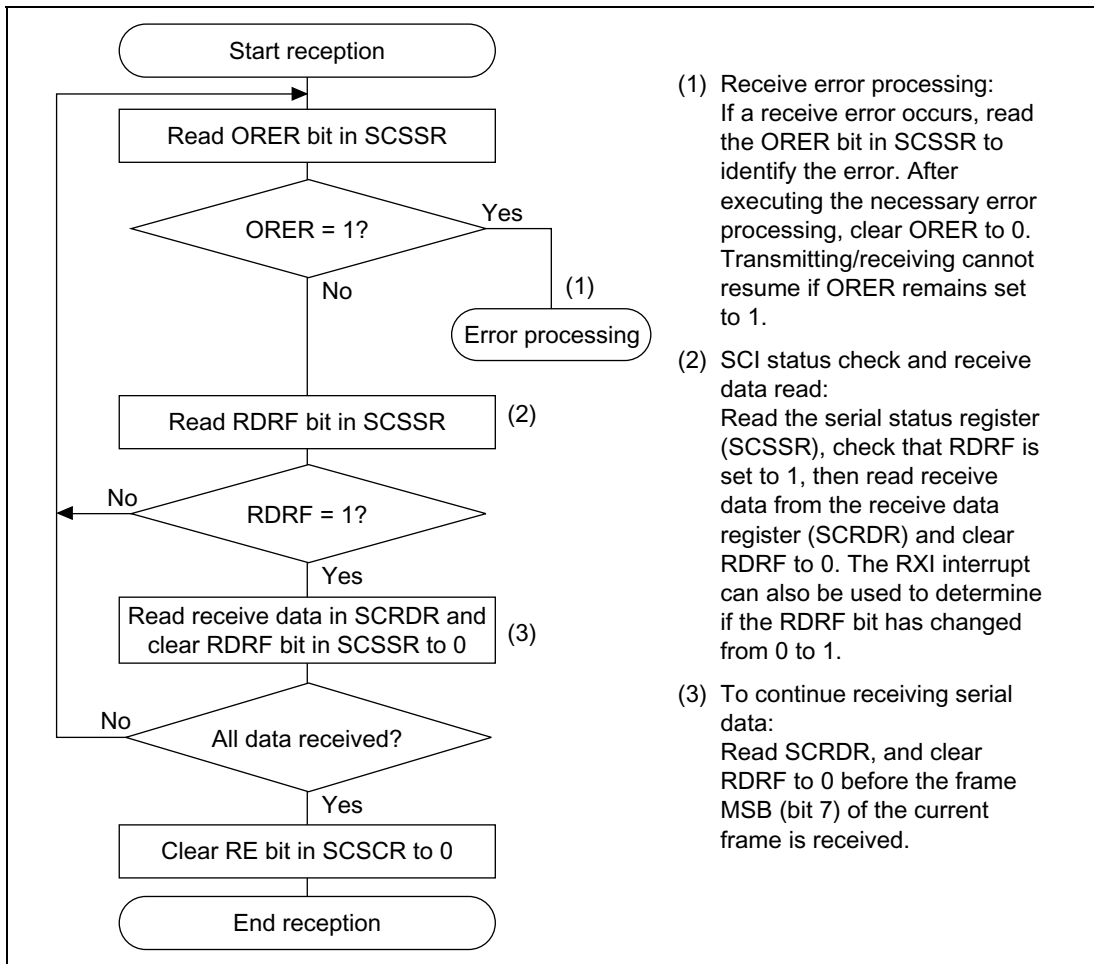 Start reception
Read ORER bit in SCSSR
ORER = 1?
Yes
No
(1)
Error processing
Read RDRF bit in SCSSR
(2)
No
RDRF = 1?
Yes
Read receive data in SCRDR and
clear RDRF bit in SCSSR to 0
(3)
No
All data received?
Yes
Clear RE bit in SCSCR to 0
End reception
(1) Receive error processing:
If a receive error occurs, read
the ORER bit in SCSSR to
identify the error. After
executing the necessary error
processing, clear ORER to 0.
Transmitting/receiving cannot
resume if ORER remains set
to 1.
(2) SCI status check and receive
data read:
Read the serial status register
(SCSSR), check that RDRF is
set to 1, then read receive
data from the receive data
register (SCRDR) and clear
RDRF to 0. The RXI interrupt
can also be used to determine
if the RDRF bit has changed
from 0 to 1.
(3) To continue receiving serial
data:
Read SCRDR, and clear
RDRF to 0 before the frame
MSB (bit 7) of the current
frame is received.